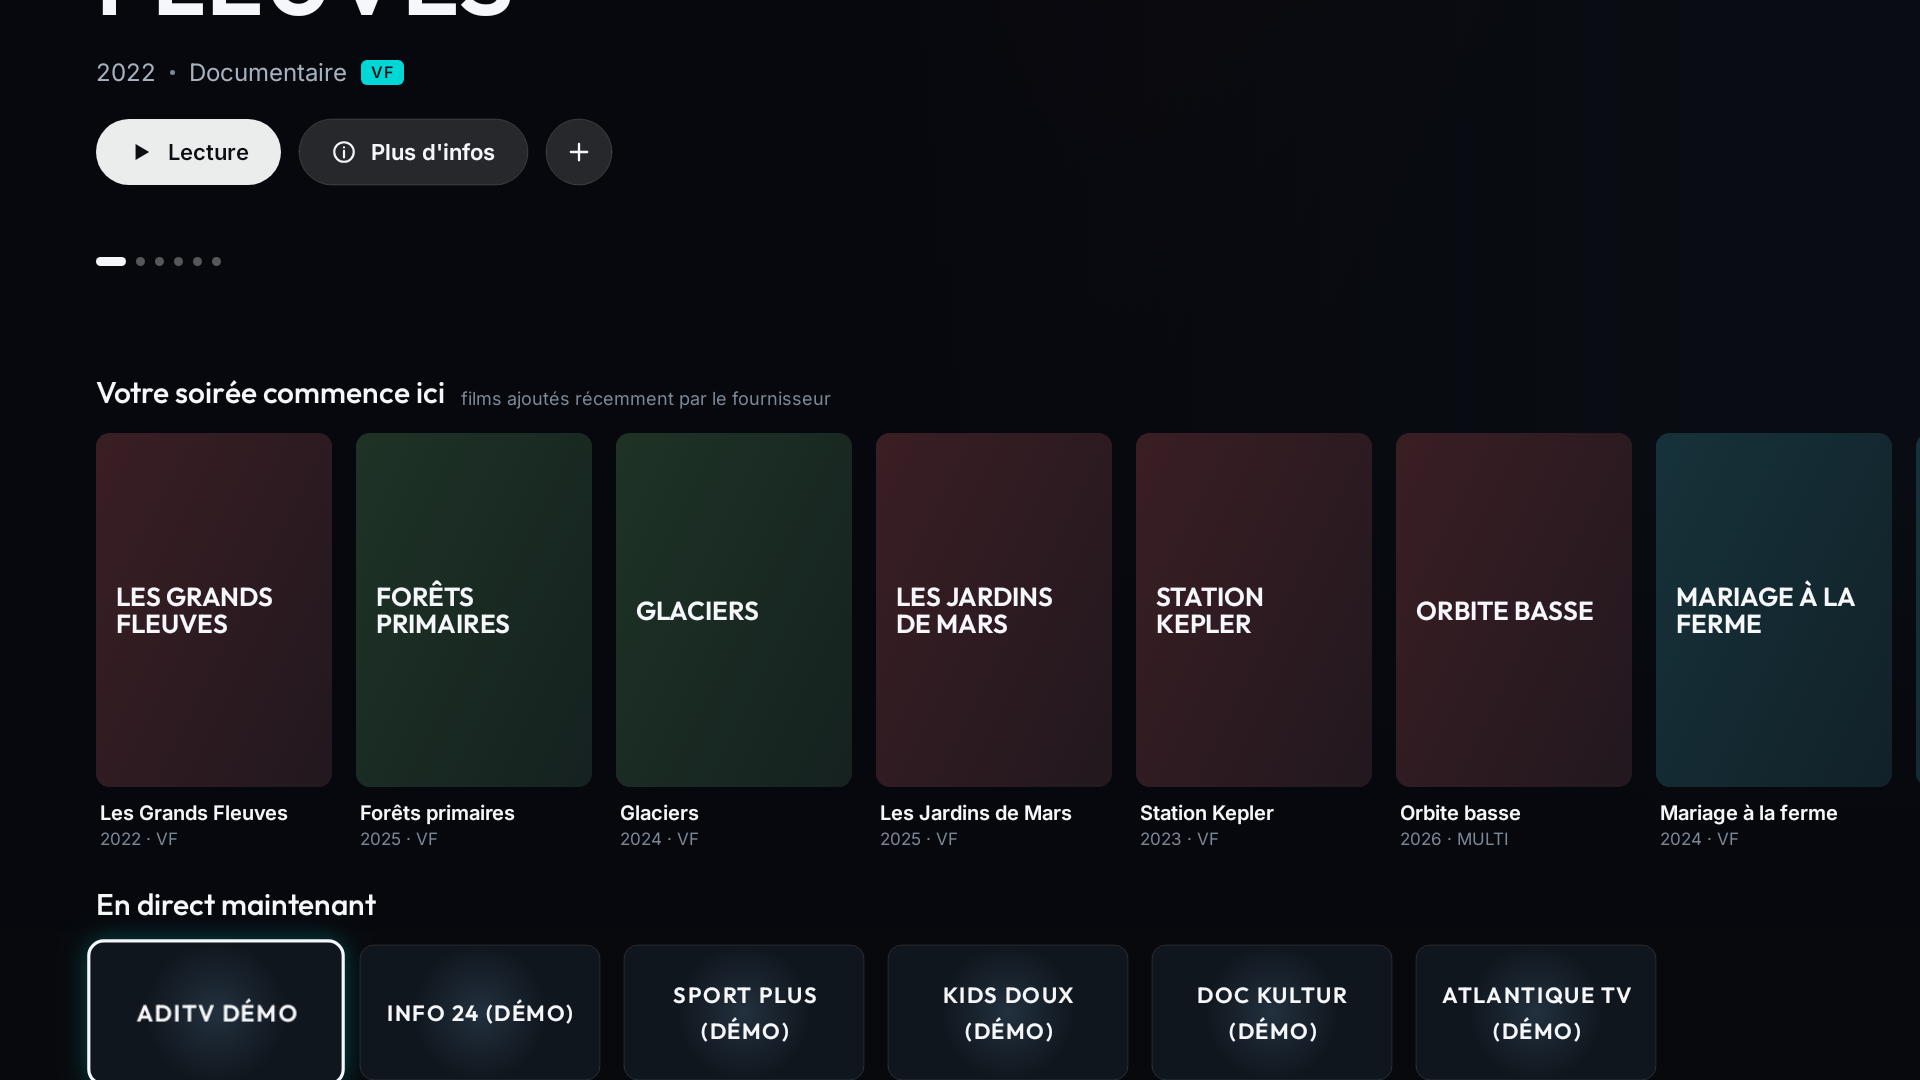 FLEUVES
2022 • Documentaire VF
Lecture
Plus d'infos
Votre soirée commence ici films ajoutés récemment par le fournisseur
LES GRANDS
FLEUVES
FORÊTS
PRIMAIRES
GLACIERS
LES JARDINS
DE MARS
STATION
KEPLER
ORBITE BASSE
MARIAGE À LA
FERME
Les Grands Fleuves
2022 · VF
Forêts primaires
2025 · VF
Glaciers
2024 · VF
Les Jardins de Mars
2025 · VF
Station Kepler
2023 · VF
Orbite basse
2026 · MULTI
Mariage à la ferme
2024 · VF
En direct maintenant
ADITV DÉMO
INFO 24 (DÉMO)
SPORT PLUS
(DÉMO)
KIDS DOUX
(DÉMO)
DOC KULTUR
(DÉMO)
ATLANTIQUE TV
(DÉMO)